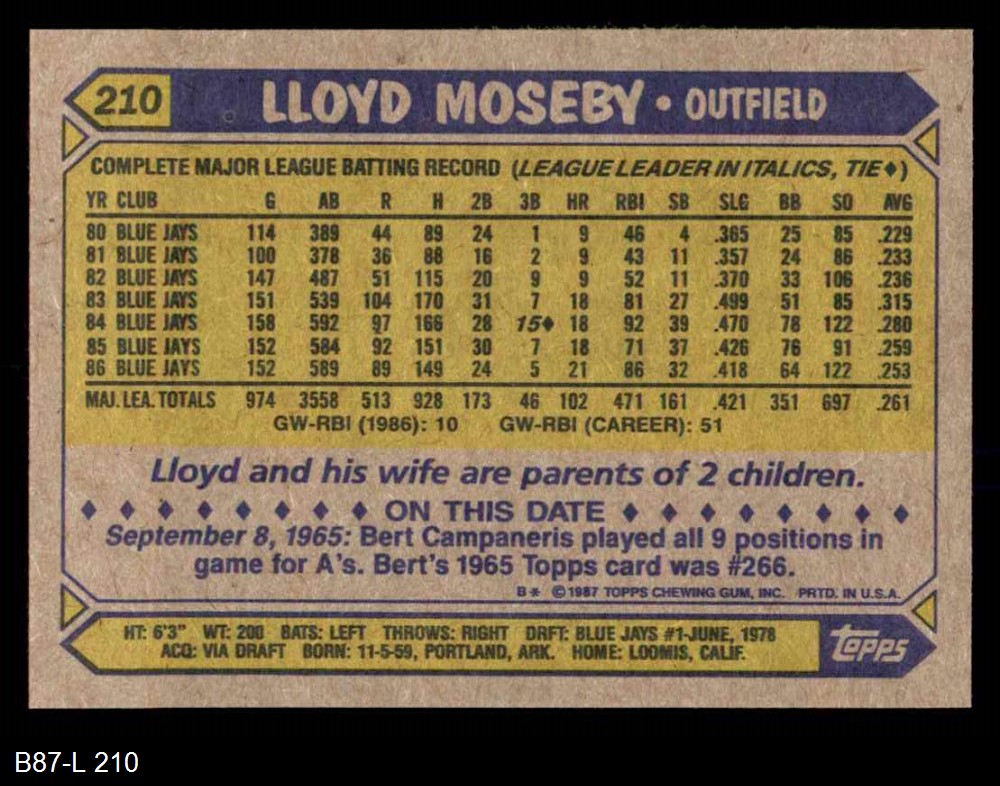 210 LLOYD MOSEBY • OUTFIELD
COMPLETE MAJOR LEAGUE BATTING RECORD (LEAGUE LEADER IN ITALICS, TIE♦)
YR CLUB G AB R H 2B 3B HR RBI SB SLG BB SO AVG
80 BLUE JAYS 114 389 44 89 24 1 9 46 4 .365 25 85 .229
81 BLUE JAYS 100 378 36 88 16 2 9 43 11 .357 24 86 .233
82 BLUE JAYS 147 487 51 115 20 9 9 52 11 .370 33 106 .236
83 BLUE JAYS 151 539 104 170 31 7 18 81 27 .499 51 85 .315
84 BLUE JAYS 158 592 97 166 28 15♦ 18 92 39 .470 78 122 .280
85 BLUE JAYS 152 584 92 151 30 7 18 71 37 .426 76 91 .259
86 BLUE JAYS 152 589 89 149 24 5 21 86 32 .418 64 122 .253
MAJ. LEA. TOTALS 974 3558 513 928 173 46 102 471 161 .421 351 697 .261
GW-RBI (1986): 10 GW-RBI (CAREER): 51
Lloyd and his wife are parents of 2 children.
♦ ♦ ♦ ♦ ♦ ♦ ♦ ♦ ON THIS DATE ♦ ♦ ♦ ♦ ♦ ♦ ♦ ♦
September 8, 1965: Bert Campaneris played all 9 positions in
game for A's. Bert's 1965 Topps card was #266.
B* © 1987 TOPPS CHEWING GUM, INC. PRTD. IN U.S.A.
HT: 6'3" WT: 200 BATS: LEFT THROWS: RIGHT DRFT: BLUE JAYS #1-JUNE, 1978
ACQ: VIA DRAFT BORN: 11-5-59, PORTLAND, ARK. HOME: LOOMIS, CALIF.
Topps
B87-L 210